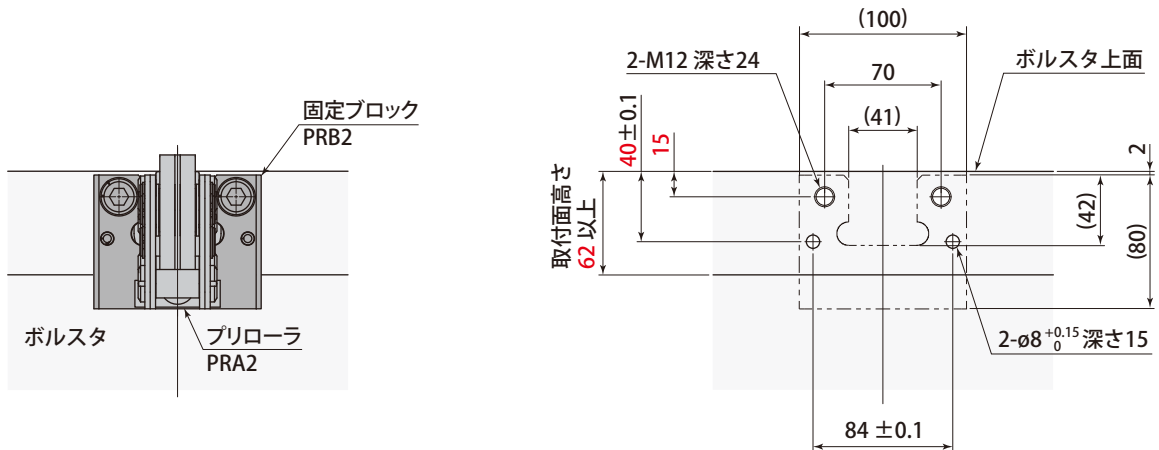 固定ブロック
PRB2
ボルスタ
プリローラ
PRA2
(100)
2-M12 深さ24
70
ボルスタ上面
(41)
40±0.1
15
2
取付面高さ
62 以上
(42)
(80)
2-ø8 +0.15 0 深さ15
84 ±0.1